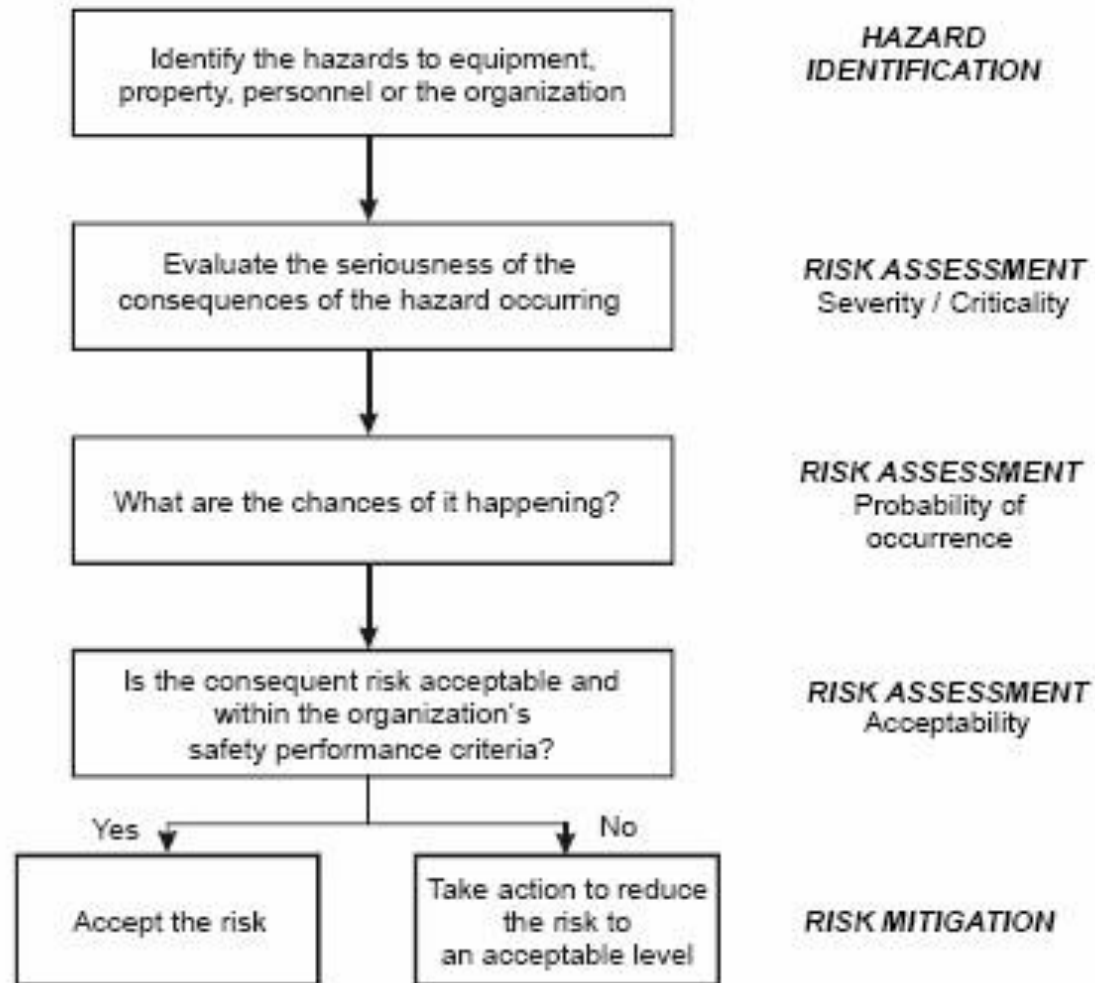 Identify the hazards to equipment,
property, personnel or the organization
HAZARD
IDENTIFICATION
Evaluate the seriousness of the
consequences of the hazard occurring
RISK ASSESSMENT
Severity / Criticality
What are the chances of it happening?
RISK ASSESSMENT
Probability of
occurrence
Is the consequent risk acceptable and
within the organization's
safety performance criteria?
RISK ASSESSMENT
Acceptability
Yes
No
Accept the risk
Take action to reduce
the risk to
an acceptable level
RISK MITIGATION